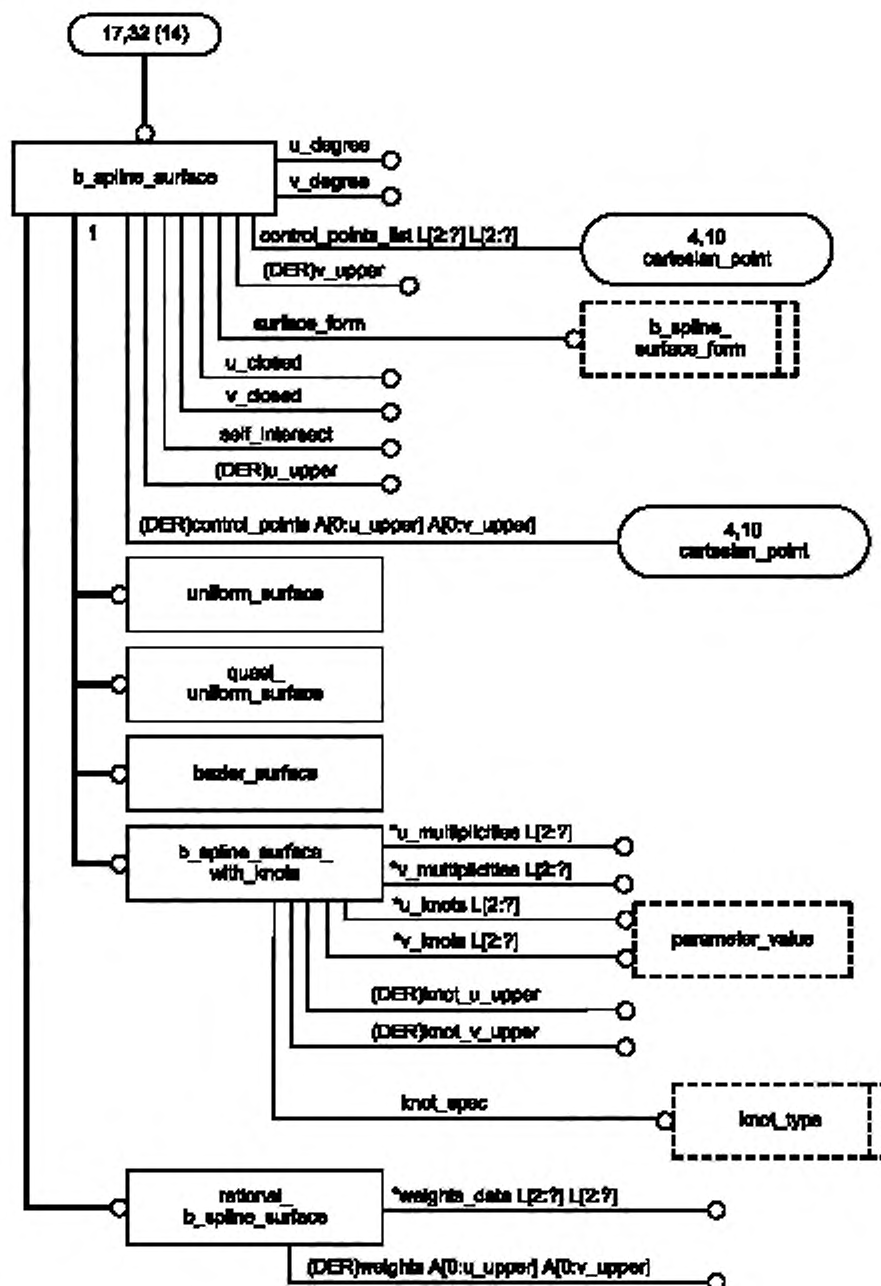 17,32 (14)
b_spline_surface
u_degree
v_degree
1
control_points_list L[2:?] L[2:?]
4,10
cartesian_point
(DER)v_upper
surface_form
b_spline_
surface_form
u_closed
v_closed
self_intersect
(DER)u_upper
(DER)control_points A[0:u_upper] A[0:v_upper]
4,10
cartesian_point
uniform_surface
quasi_
uniform_surface
bezier_surface
b_spline_surface_
with_knots
*u_multiplicities L[2:?]
*v_multiplicities L[2:?]
*u_knots L[2:?]
*v_knots L[2:?]
parameter_value
(DER)knot_u_upper
(DER)knot_v_upper
knot_spec
knot_type
rational_
b_spline_surface
*weights_data L[2:?] L[2:?]
(DER)weights A[0:u_upper] A[0:v_upper]